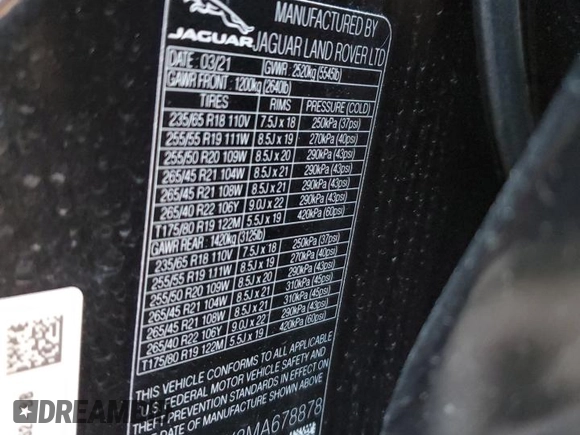 MANUFACTURED BY
JAGUAR JAGUAR LAND ROVER LTD
DATE: 03/21 GVWR : 2520kg (5545lb)
GAWR FRONT : 1200kg (2640lb)
TIRES RIMS PRESSURE (COLD)
235/65 R18 110V 7.5J x 18 250kPa (37psi)
255/55 R19 111W 8.5J x 19 270kPa (40psi)
255/50 R20 109W 8.5J x 20 290kPa (43psi)
265/45 R21 104W 8.5J x 21 290kPa (43psi)
265/45 R21 108W 8.5J x 21 290kPa (43psi)
265/40 R22 106Y 9.0J x 22 290kPa (43psi)
T175/80 R19 122M 5.5J x 19 420kPa (60psi)
GAWR REAR : 1420kg (3125lb)
235/65 R18 110V 7.5J x 18 250kPa (37psi)
255/55 R19 111W 8.5J x 19 270kPa (40psi)
255/50 R20 109W 8.5J x 20 290kPa (43psi)
265/45 R21 104W 8.5J x 21 310kPa (45psi)
265/45 R21 108W 8.5J x 21 310kPa (45psi)
265/40 R22 106Y 9.0J x 22 290kPa (43psi)
T175/80 R19 122M 5.5J x 19 420kPa (60psi)
THIS VEHICLE CONFORMS TO ALL APPLICABLE
U.S. FEDERAL MOTOR VEHICLE SAFETY AND
THEFT PREVENTION STANDARDS IN EFFECT ON
DATE OF MANUFACTURE SHOWN ABOVE
MA678878
DEALERSHIP
AUCTIONS & SALES HISTORY